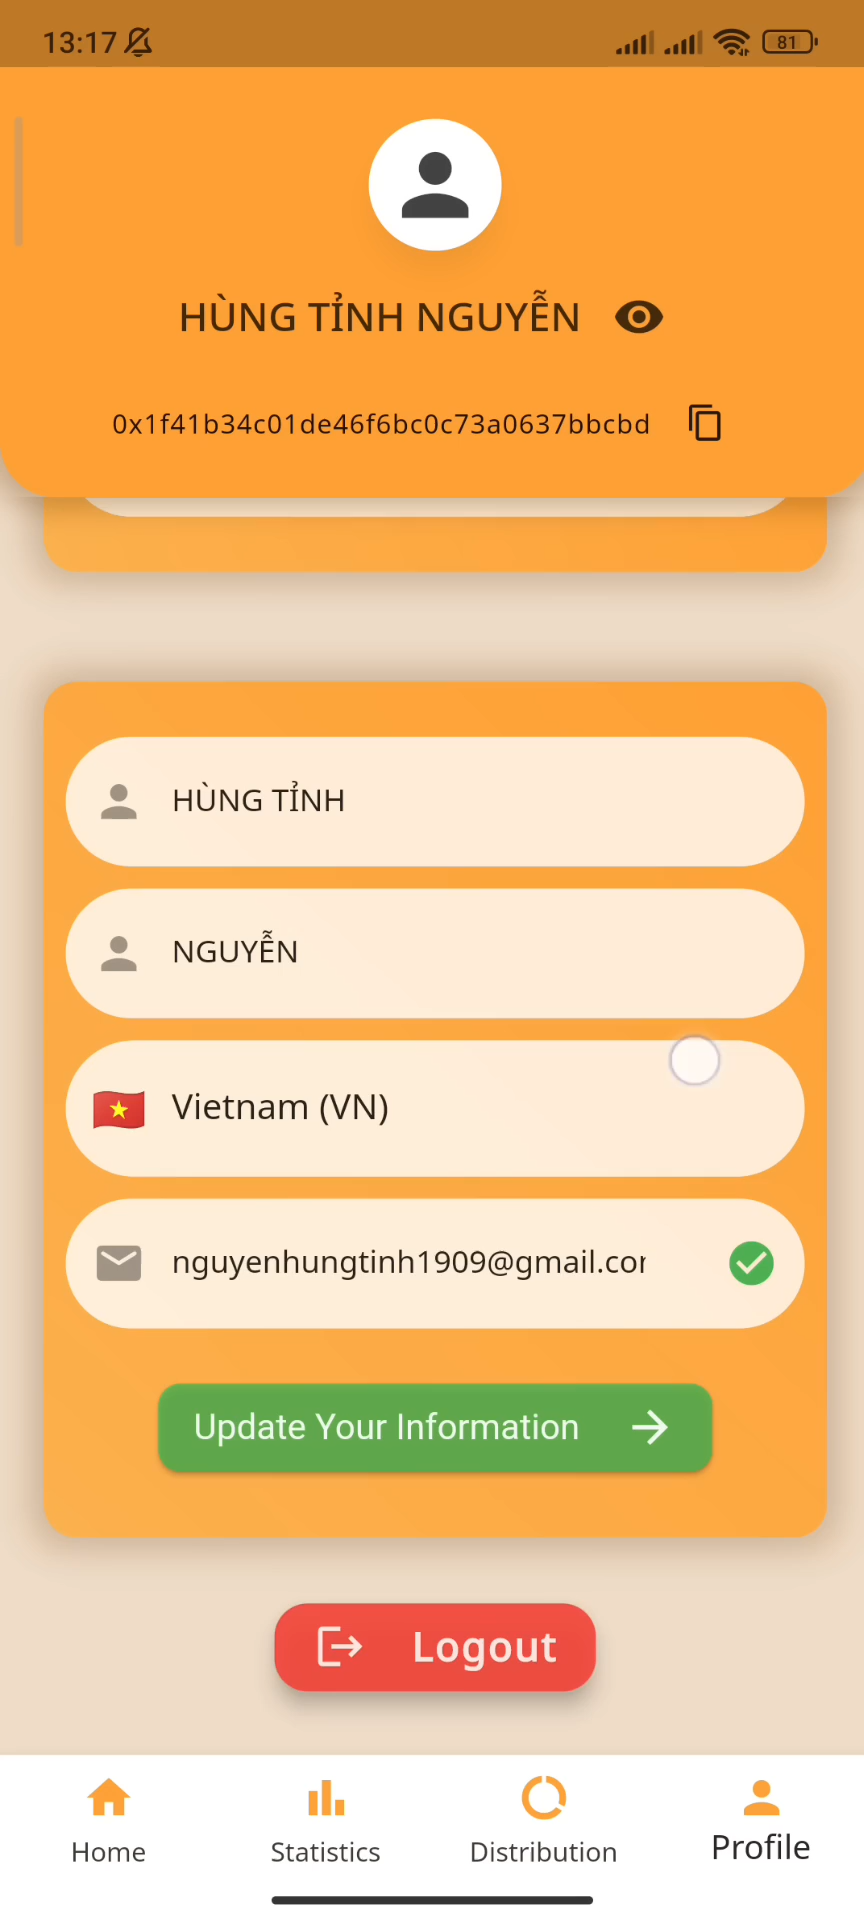 13:17
81
HÙNG TỈNH NGUYỄN
0x1f41b34c01de46f6bc0c73a0637bbcbd
HÙNG TỈNH
NGUYỄN
Vietnam (VN)
nguyenhungtinh1909@gmail.com
Update Your Information
Logout
Home
Statistics
Distribution
Profile